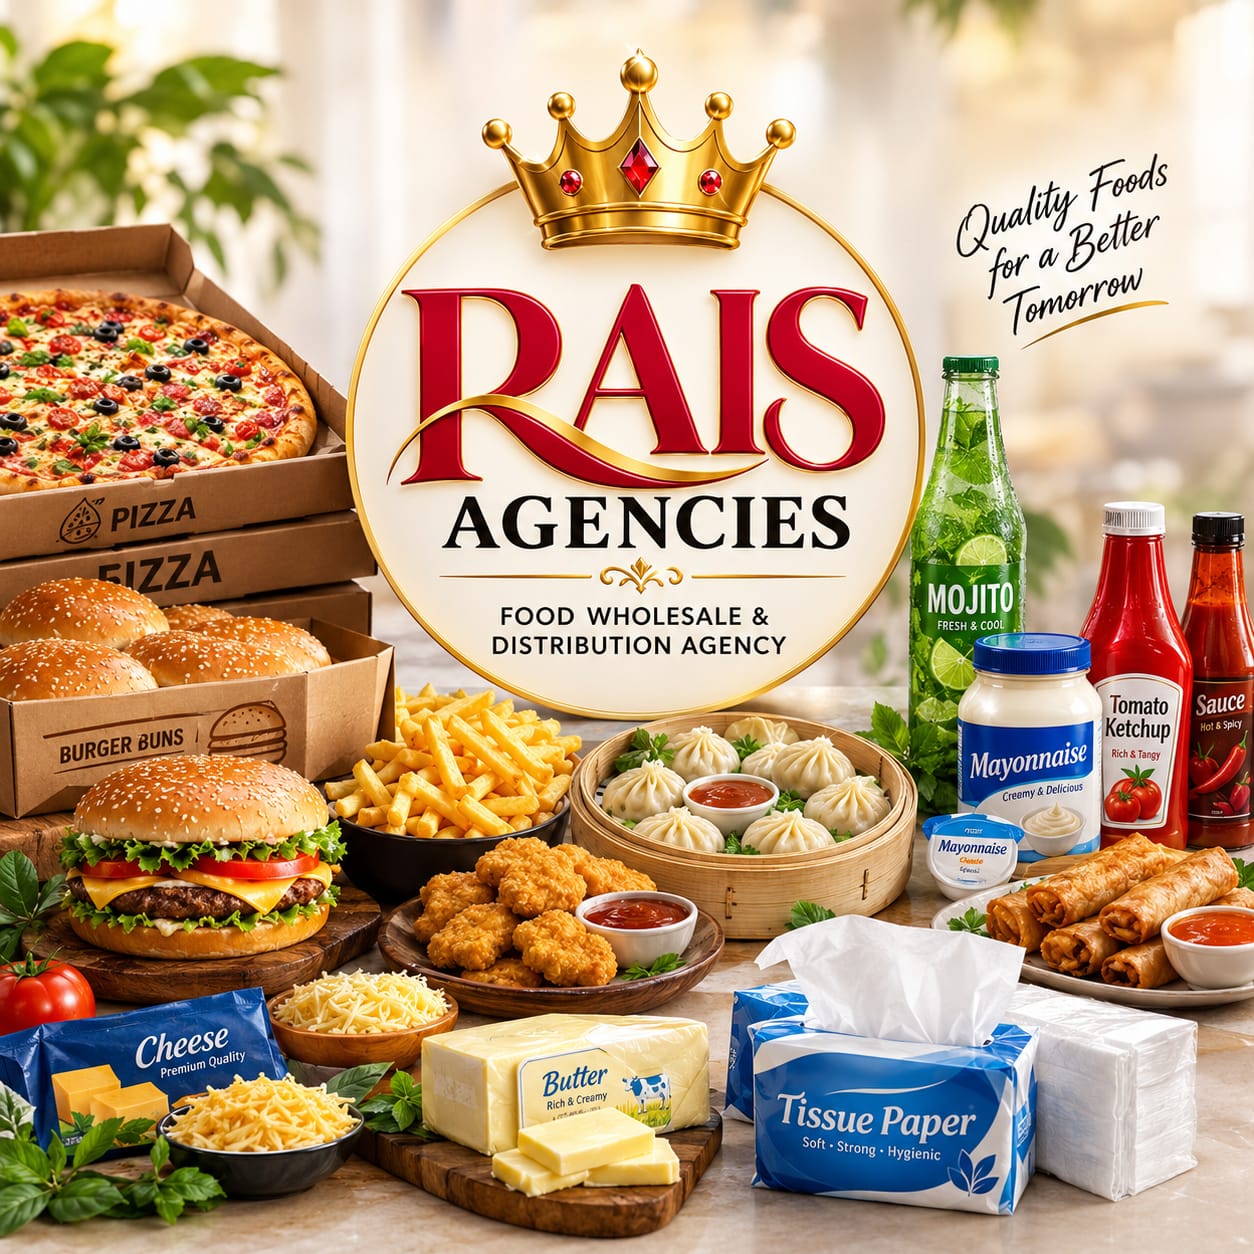 RAIS
AGENCIES
FOOD WHOLESALE &
DISTRIBUTION AGENCY
Quality Foods
for a Better
Tomorrow
PIZZA
PIZZA
BURGER BUNS
MOJITO
FRESH & COOL
Mayonnaise
Creamy & Delicious
Tomato
Ketchup
Rich & Tangy
Sauce
Hot & Spicy
Mayonnaise
Cheese
Premium Quality
Butter
Rich & Creamy
Tissue Paper
Soft • Strong • Hygienic